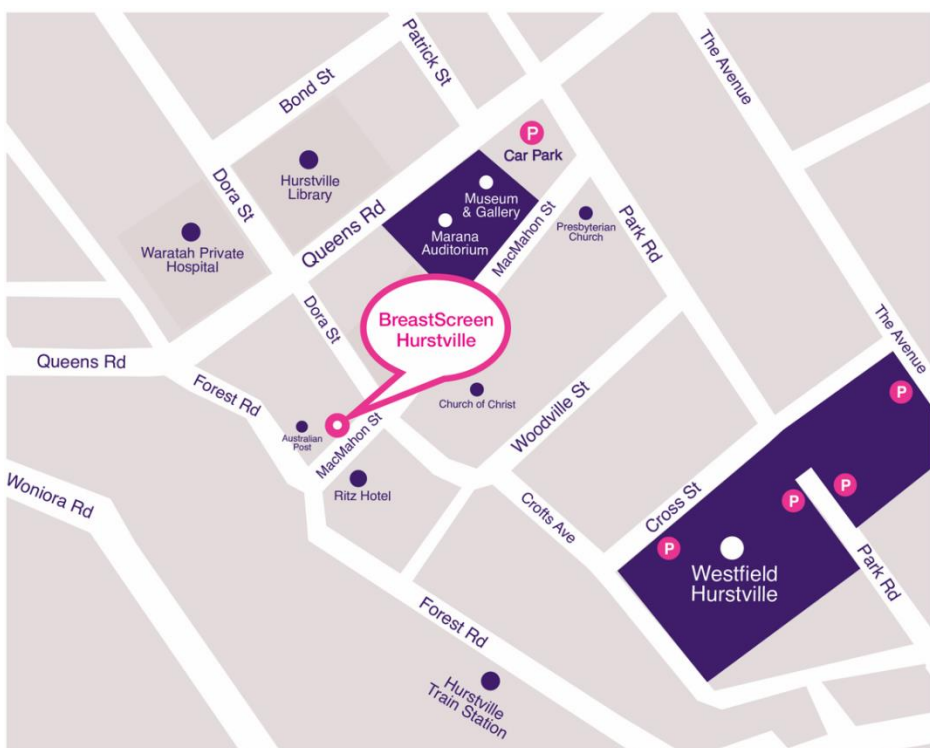 Bond St
Patrick St
The Avenue
P
Car Park
Hurstville
Library
Dora St
Museum
& Gallery
Marana
Auditorium
Queens Rd
MacMahon St
Presbyterian
Church
Park Rd
Waratah Private
Hospital
Dora St
BreastScreen
Hurstville
The Avenue
Queens Rd
Forest Rd
Church of Christ
Woodville St
P
Australian
Post
MacMahon St
Ritz Hotel
Woniora Rd
Crofts Ave
Cross St
P
P
P
Westfield
Hurstville
Park Rd
Forest Rd
Hurstville
Train Station